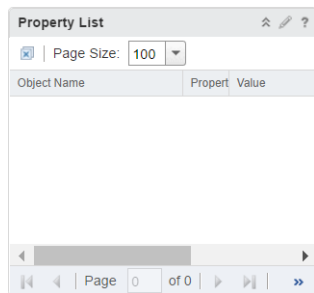 Property List ?
Page Size: 100
Object Name Propert Value
Page 0 of 0 »